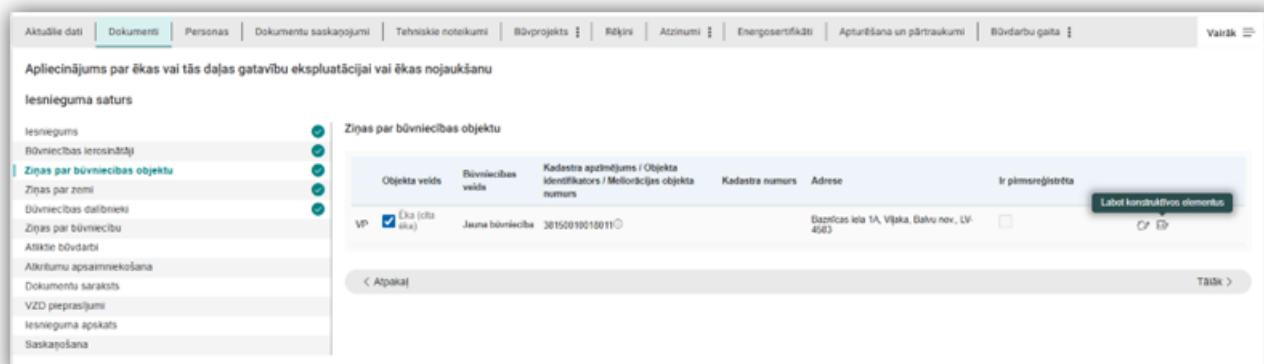 Aktuālie dati Dokumenti Personas Dokumentu saskaņojumi Tehniskie noteikumi Būvprojekts Rēķini Atzinumi Energosertifikāti Apturēšana un pārtraukumi Būvdarbu gaita Vairāk
Apliecinājums par ēkas vai tās daļas gatavību ekspluatācijai vai ēkas nojaukšanu
Iesnieguma saturs
Iesniegums
Būvniecības ierosinātāji
Ziņas par būvniecības objektu
Ziņas par zemi
Būvniecības dalībnieki
Ziņas par būvniecību
Atliktie būvdarbi
Atkritumu apsaimniekošana
Dokumentu saraksts
VZD pieprasījumi
Iesnieguma apskats
Saskaņošana
Ziņas par būvniecības objektu
Objekta veids
Būvniecības
veids
Kadastra apzīmējums / Objekta
identifikators / Meliorācijas objekta
numurs
Kadastra numurs
Adrese
Ir pirmsreģistrēta
Labot konstruktīvos elementus
VP
Ēka (cita
ēka)
Jauna būvniecība
38150010018011
Baznīcas iela 1A, Viļaka, Balvu nov., LV-
4583
< Atpakaļ
Tālāk >